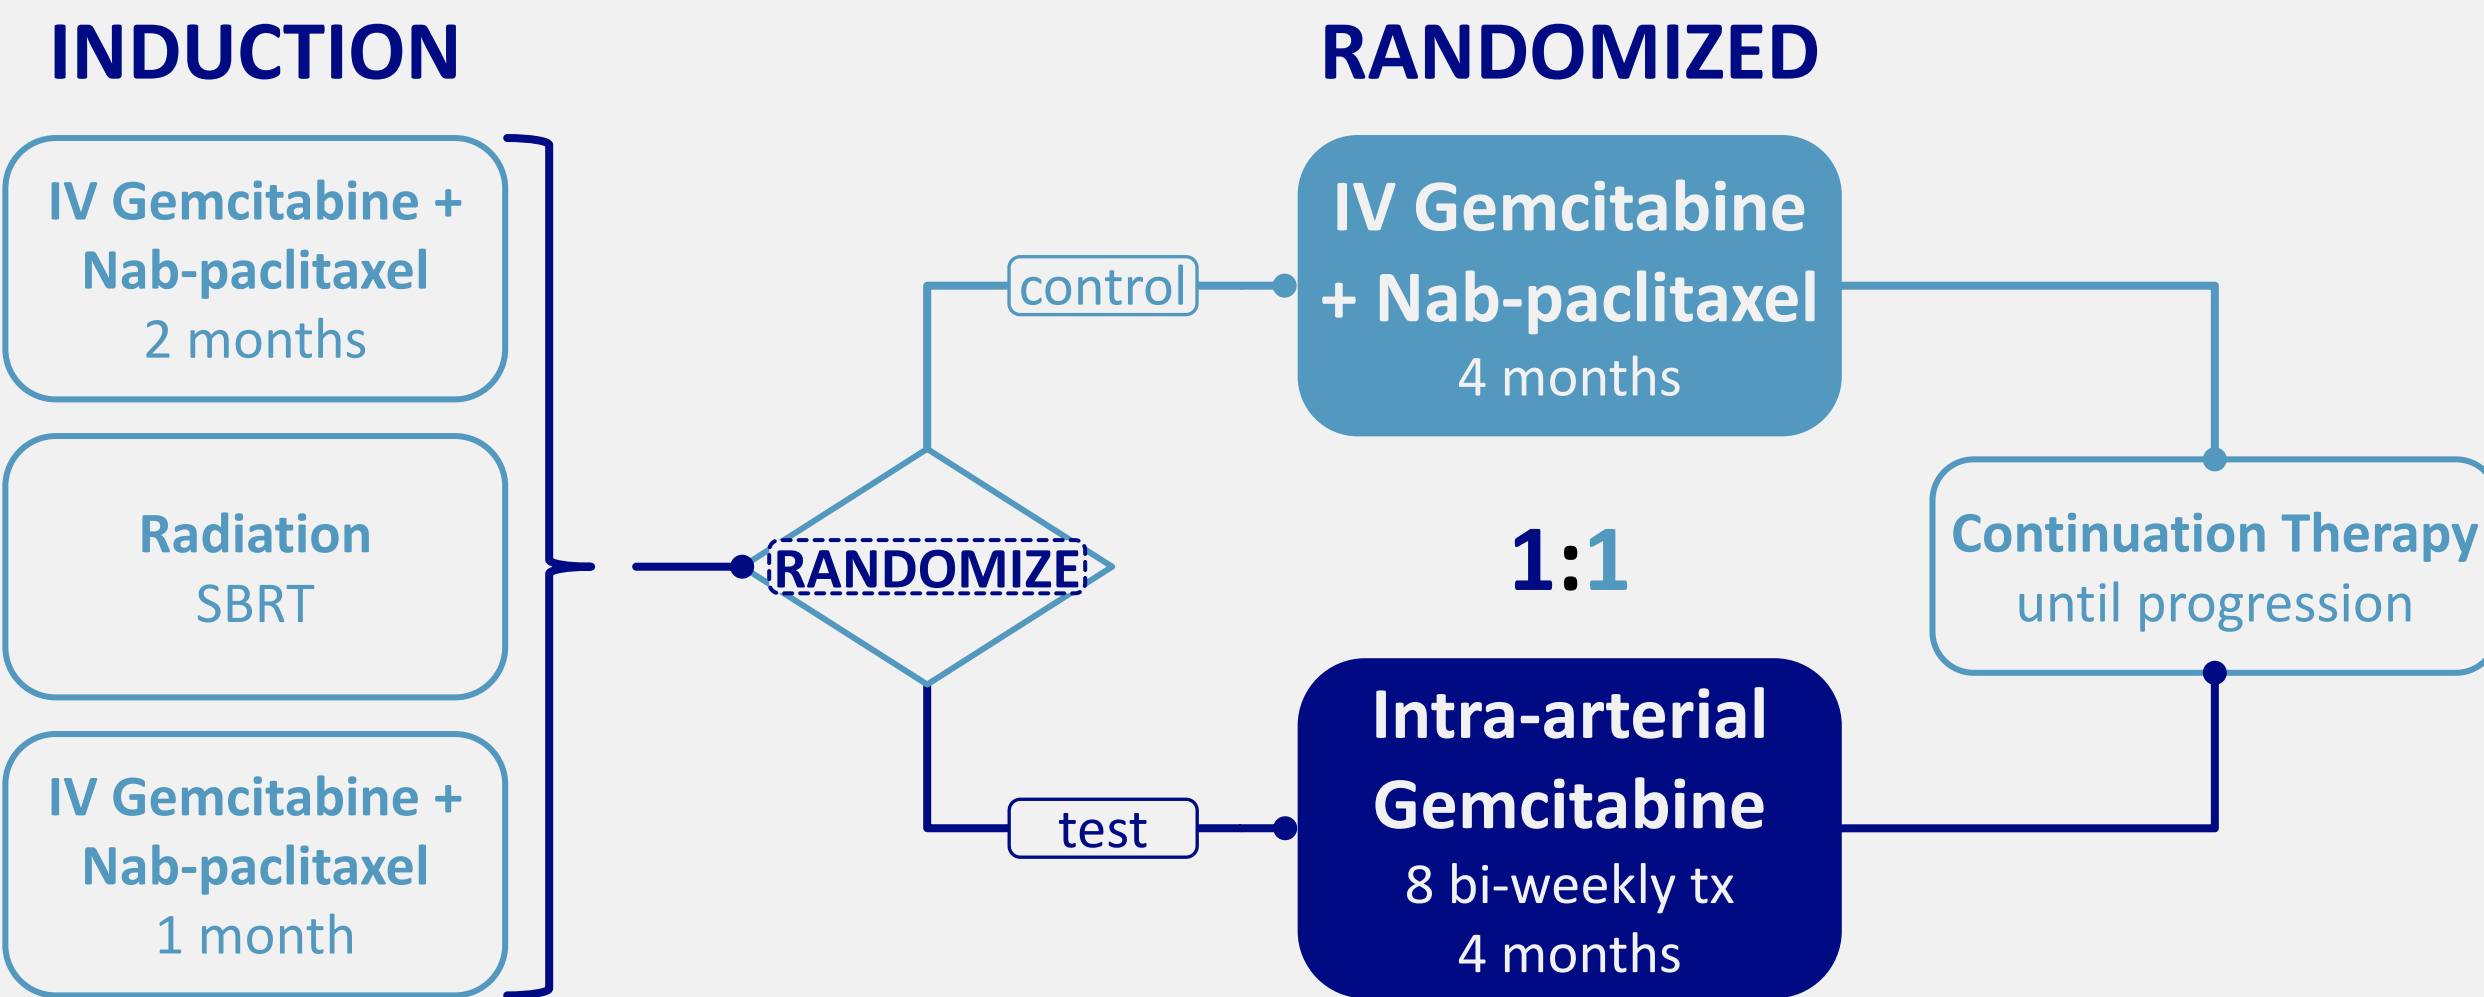 INDUCTION
IV Gemcitabine +
Nab-paclitaxel
2 months
Radiation
SBRT
IV Gemcitabine +
Nab-paclitaxel
1 month
RANDOMIZE
control
test
RANDOMIZED
IV Gemcitabine
+ Nab-paclitaxel
4 months
1:1
Intra-arterial
Gemcitabine
8 bi-weekly tx
4 months
Continuation Therapy
until progression